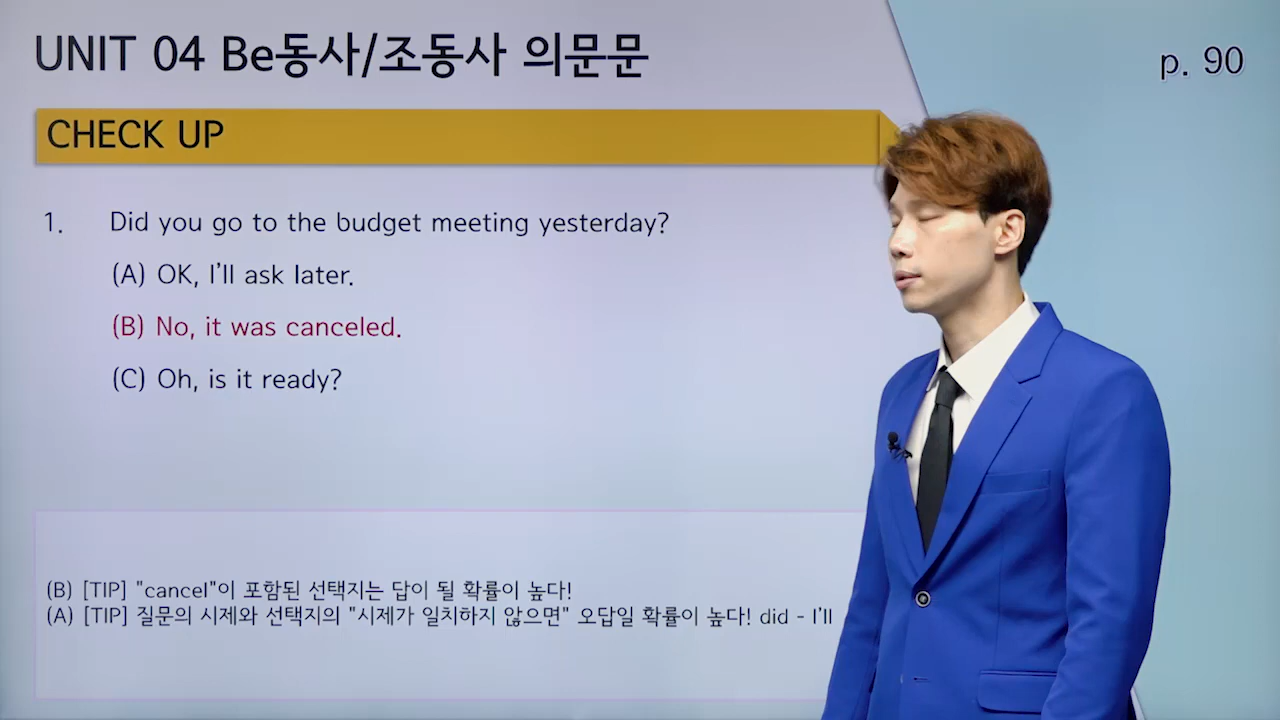 UNIT 04 Be동사/조동사 의문문
p. 90
CHECK UP
1. Did you go to the budget meeting yesterday?
(A) OK, I'll ask later.
(B) No, it was canceled.
(C) Oh, is it ready?
(B) [TIP] "cancel"이 포함된 선택지는 답이 될 확률이 높다!
(A) [TIP] 질문의 시제와 선택지의 "시제가 일치하지 않으면" 오답일 확률이 높다! did - I'll